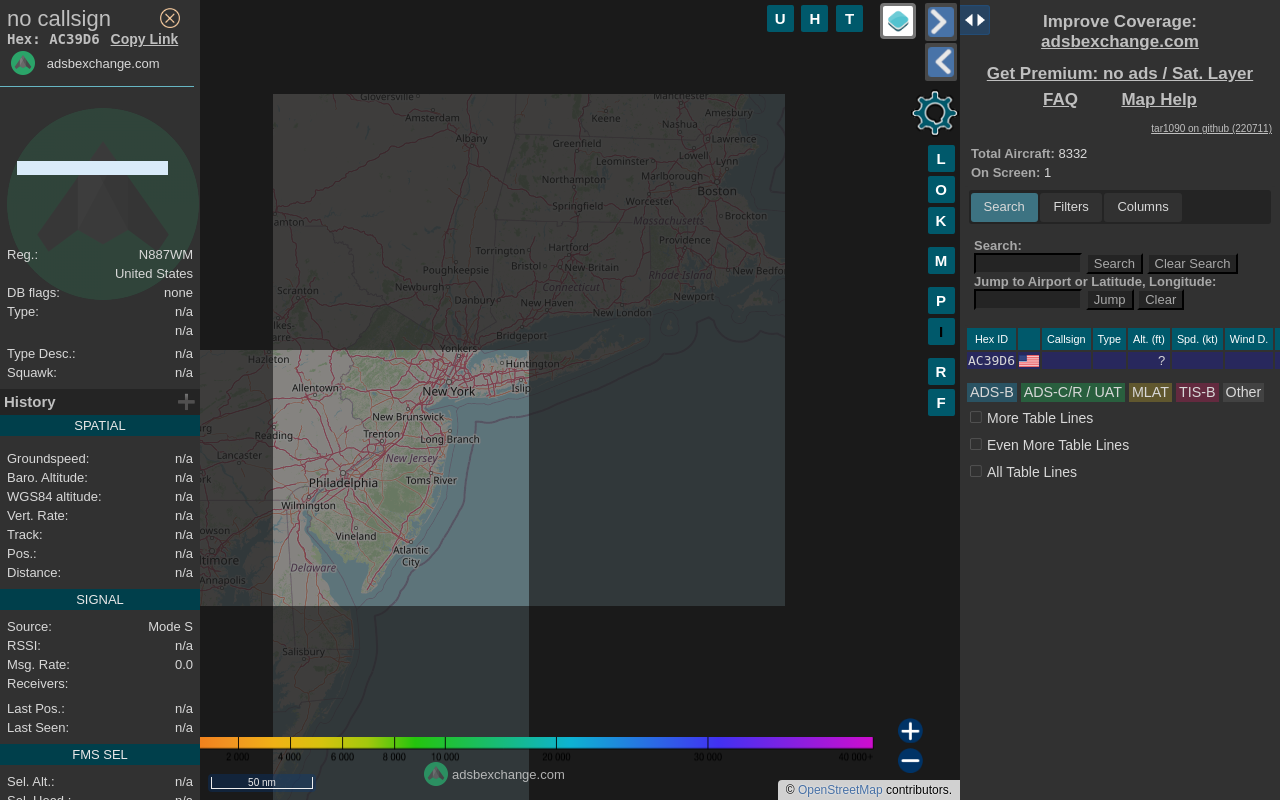 no callsign
Hex: AC39D6 Copy Link
adsbexchange.com
Reg.: N887WM
United States
DB flags: none
Type: n/a
n/a
Type Desc.: n/a
Squawk: n/a
History
SPATIAL
Groundspeed: n/a
Baro. Altitude: n/a
WGS84 altitude: n/a
Vert. Rate: n/a
Track: n/a
Pos.: n/a
Distance: n/a
SIGNAL
Source: Mode S
RSSI: n/a
Msg. Rate: 0.0
Receivers:
Last Pos.: n/a
Last Seen: n/a
FMS SEL
Sel. Alt.: n/a
Sel. Head.: n/a
U H T
L
O
K
M
P
I
R
F
Gloversville
Manchester
Amsterdam
Keene
Amesbury
Nashua
Albany
Greenfield
Lawrence
Leominster
Lowell
Lynn
Northampton
Marlborough
Boston
Springfield
Worcester
Massachusetts
Brockton
Torrington
Hartford
Providence
Poughkeepsie
Bristol
New Britain
Rhode Island
New Bedfo
Scranton
Newburgh
Connecticut
Danbury
New Haven
Newport
New London
Bridgeport
Yonkers
Hazleton
Huntington
Allentown
New York
Islip
New Brunswick
Reading
Trenton
Long Branch
Lancaster
New Jersey
Philadelphia
Toms River
Wilmington
Vineland
Atlantic
City
Delaware
Annapolis
Salisbury
2 000 4 000 6 000 8 000 10 000 20 000 30 000 40 000+
adsbexchange.com
50 nm
© OpenStreetMap contributors.
Improve Coverage:
adsbexchange.com
Get Premium: no ads / Sat. Layer
FAQ Map Help
tar1090 on github (220711)
Total Aircraft: 8332
On Screen: 1
Search Filters Columns
Search:
Search Clear Search
Jump to Airport or Latitude, Longitude:
Jump Clear
Hex ID Callsign Type Alt. (ft) Spd. (kt) Wind D.
AC39D6 ?
ADS-B ADS-C/R / UAT MLAT TIS-B Other
More Table Lines
Even More Table Lines
All Table Lines